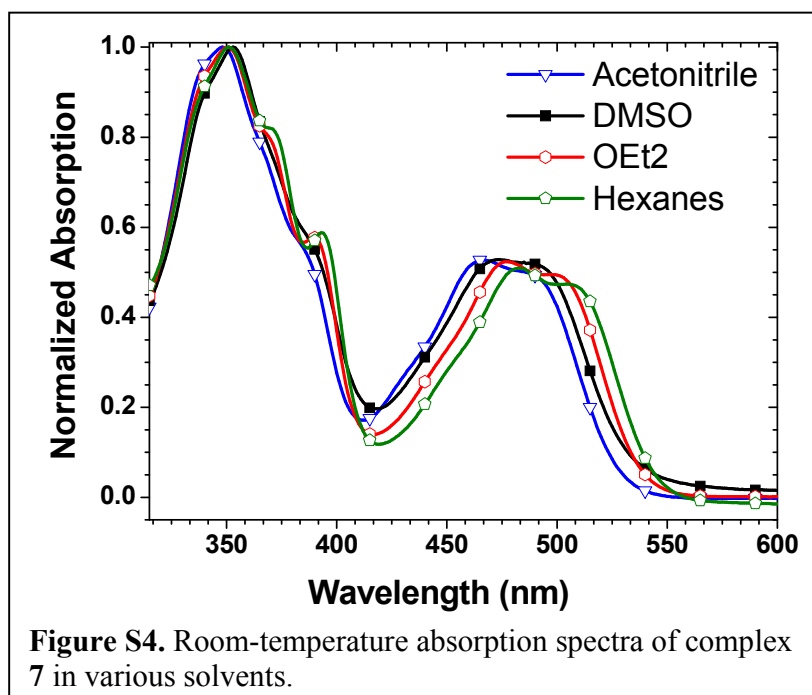 1.0
0.8
0.6
0.4
0.2
0.0
Normalized Absorption
Acetonitrile
DMSO
OEt2
Hexanes
350 400 450 500 550 600
Wavelength (nm)
Figure S4. Room-temperature absorption spectra of complex
7 in various solvents.